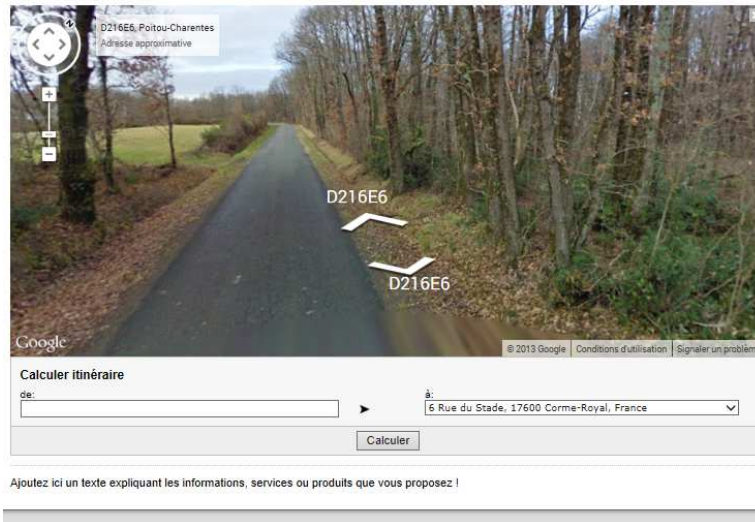 N
D216E6, Poitou-Charentes
Adresse approximative
D216E6
D216E6
Google
© 2013 Google Conditions d'utilisation Signaler un problème
Calculer itinéraire
de: à:
6 Rue du Stade, 17600 Corme-Royal, France
Calculer
Ajoutez ici un texte expliquant les informations, services ou produits que vous proposez !